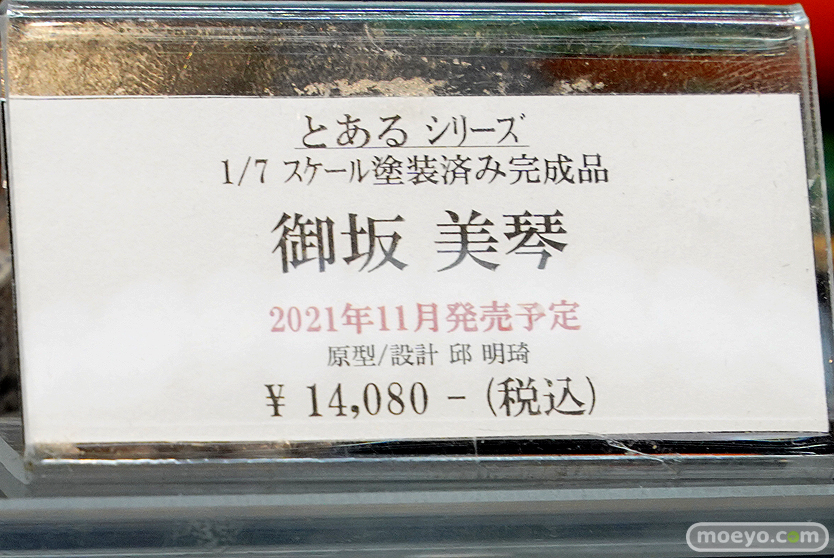 とある シリーズ
1/7 スケール塗装済み完成品
御坂 美琴
2021年11月発売予定
原型/設計 邱 明琦
¥ 14,080 - (税込)
moeyo.com